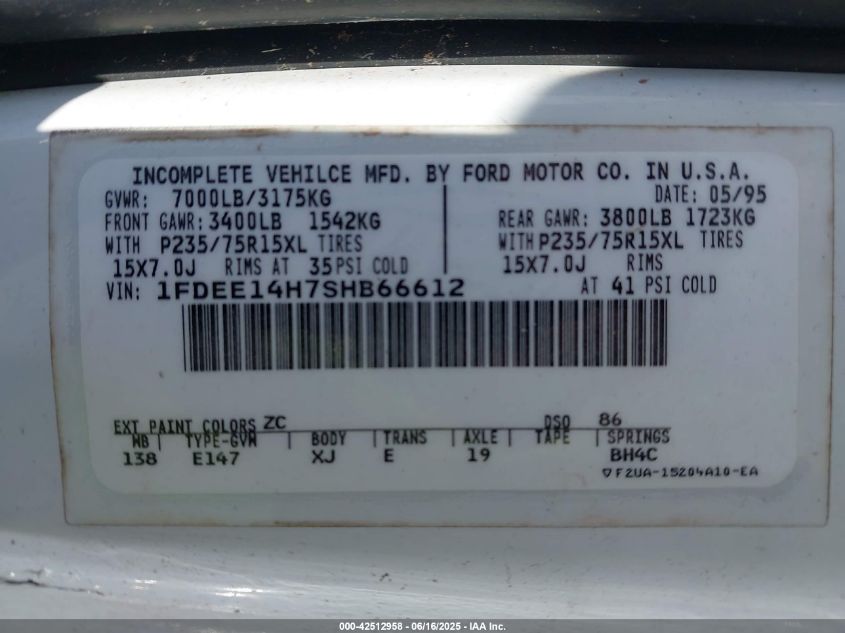 INCOMPLETE VEHILCE MFD. BY FORD MOTOR CO. IN U.S.A.
GVWR: 7000LB/3175KG DATE: 05/95
FRONT GAWR: 3400LB 1542KG REAR GAWR: 3800LB 1723KG
WITH P235/75R15XL TIRES WITH P235/75R15XL TIRES
15X7.0J RIMS AT 35 PSI COLD 15X7.0J RIMS
VIN: 1FDEE14H7SHB66612 AT 41 PSI COLD
EXT PAINT COLORS ZC DSO 86
WB | TYPE-GVW | BODY | TRANS | AXLE | TAPE | SPRINGS
138 E147 XJ E 19 BH4C
▽F2UA-15204A10-EA
000-42512958 - 06/16/2025 - IAA Inc.